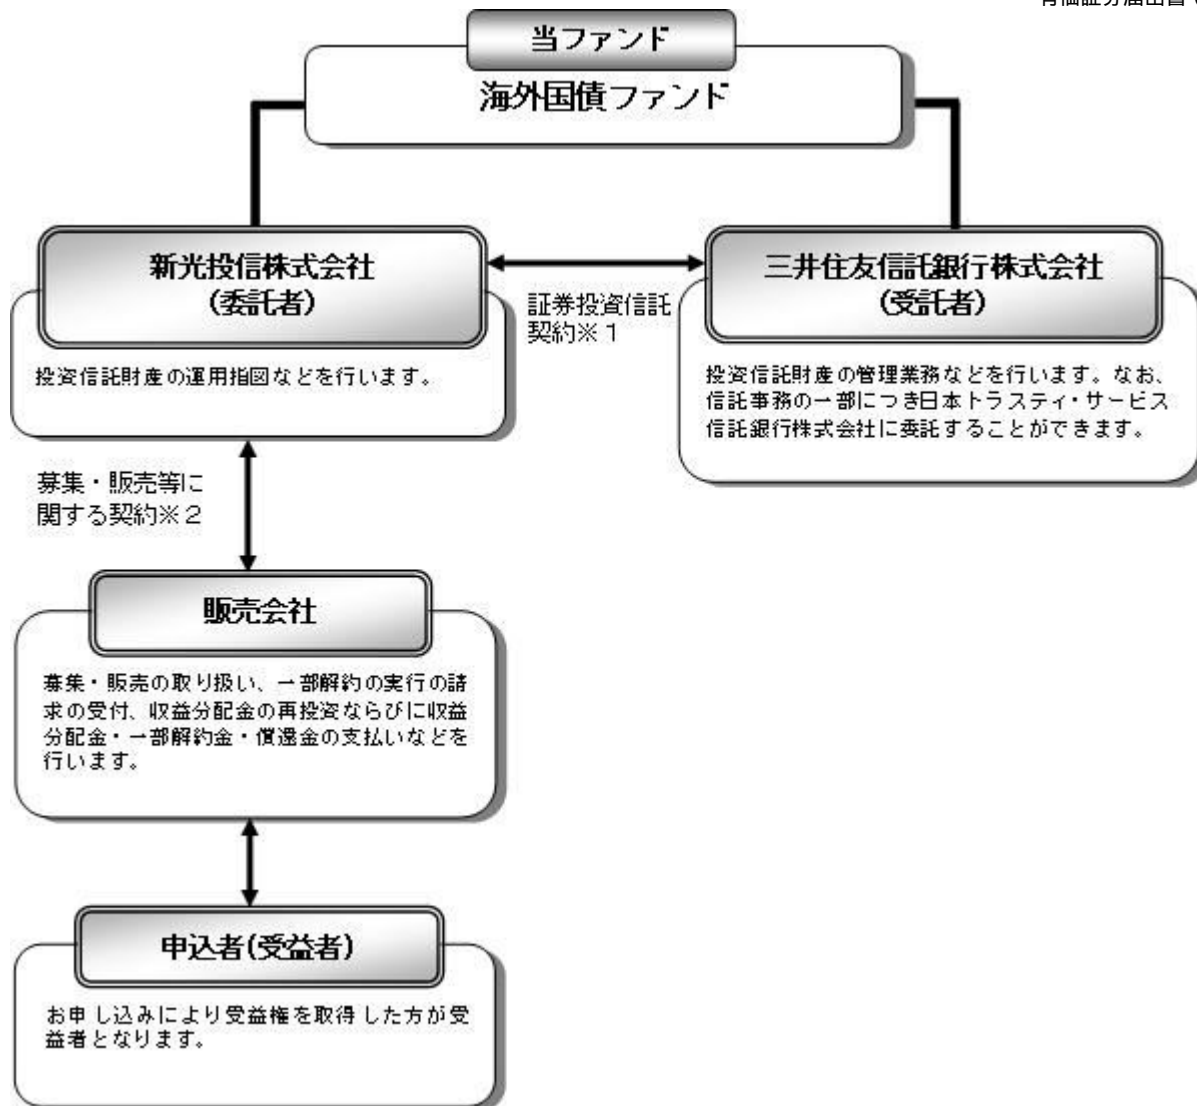 当ファンド
海外国債ファンド
新光投信株式会社
(委託者)
投資信託財産の運用指図などを行います。
証券投資信託
契約※1
三井住友信託銀行株式会社
(受託者)
投資信託財産の管理業務などを行います。なお、
信託事務の一部につき日本トラスティ・サービス
信託銀行株式会社に委託することができます。
募集・販売等に
関する契約※2
販売会社
募集・販売の取り扱い、一部解約の実行の請
求の受付、収益分配金の再投資ならびに収益
分配金・一部解約金・償還金の支払いなどを
行います。
申込者(受益者)
お申し込みにより受益権を取得した方が受
益者となります。